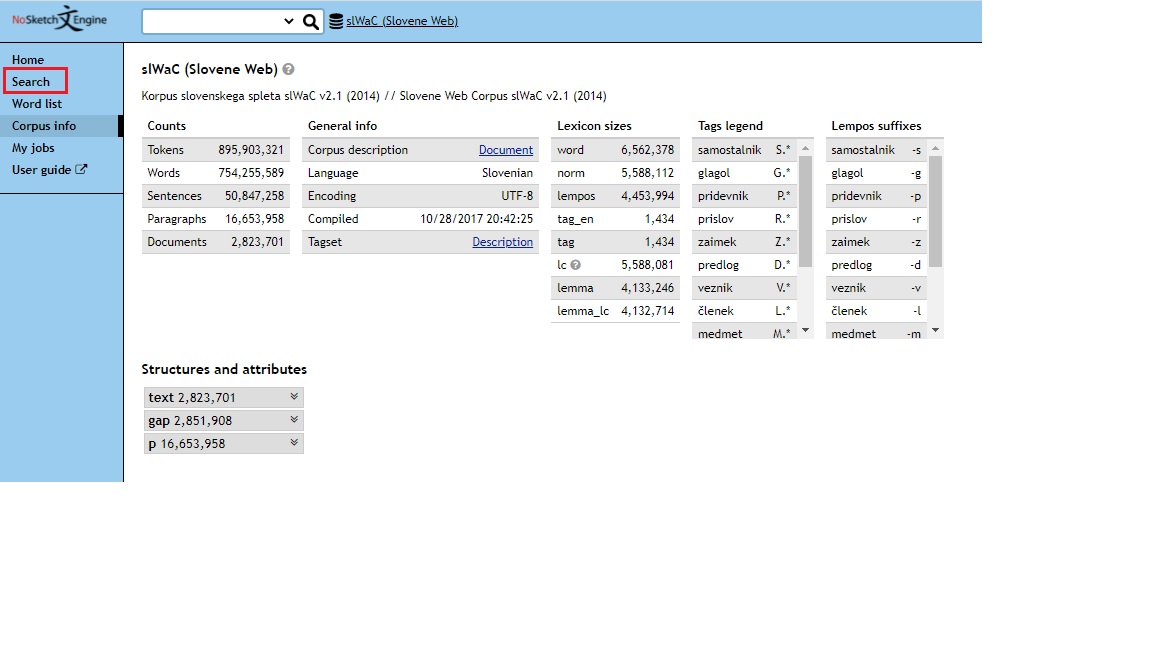 NoSketch Engine
slWaC (Slovene Web)
Home
Search
Word list
Corpus info
My jobs
User guide
slWaC (Slovene Web)
Korpus slovenskega spleta slWaC v2.1 (2014) // Slovene Web Corpus slWaC v2.1 (2014)
Counts
Tokens 895,903,321
Words 754,255,589
Sentences 50,847,258
Paragraphs 16,653,958
Documents 2,823,701
General info
Corpus description Document
Language Slovenian
Encoding UTF-8
Compiled 10/28/2017 20:42:25
Tagset Description
Lexicon sizes
word 6,562,378
norm 5,588,112
lempos 4,453,994
tag_en 1,434
tag 1,434
lc ? 5,588,081
lemma 4,133,246
lemma_lc 4,132,714
Tags legend
samostalnik S.*
glagol G.*
pridevnik P.*
prislov R.*
zaimek Z.*
predlog D.*
veznik V.*
členek L.*
medmet M.*
Lempos suffixes
samostalnik -s
glagol -g
pridevnik -p
prislov -r
zaimek -z
predlog -d
veznik -v
členek -l
medmet -m
Structures and attributes
text 2,823,701
gap 2,851,908
p 16,653,958